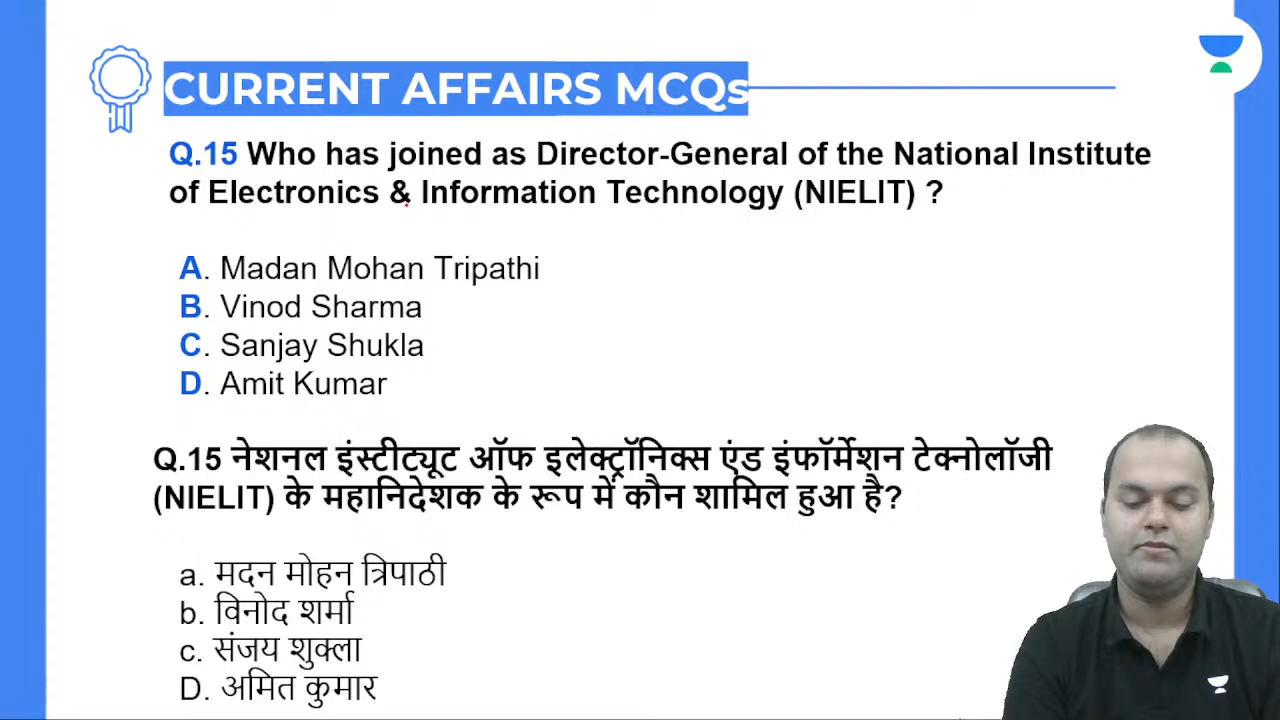 CURRENT AFFAIRS MCQs
Q.15 Who has joined as Director-General of the National Institute
of Electronics & Information Technology (NIELIT) ?
A. Madan Mohan Tripathi
B. Vinod Sharma
C. Sanjay Shukla
D. Amit Kumar
Q.15 नेशनल इंस्टीट्यूट ऑफ इलेक्ट्रॉनिक्स एंड इंफॉर्मेशन टेक्नोलॉजी
(NIELIT) के महानिदेशक के रूप में कौन शामिल हुआ है?
a. मदन मोहन त्रिपाठी
b. विनोद शर्मा
c. संजय शुक्ला
D. अमित कुमार